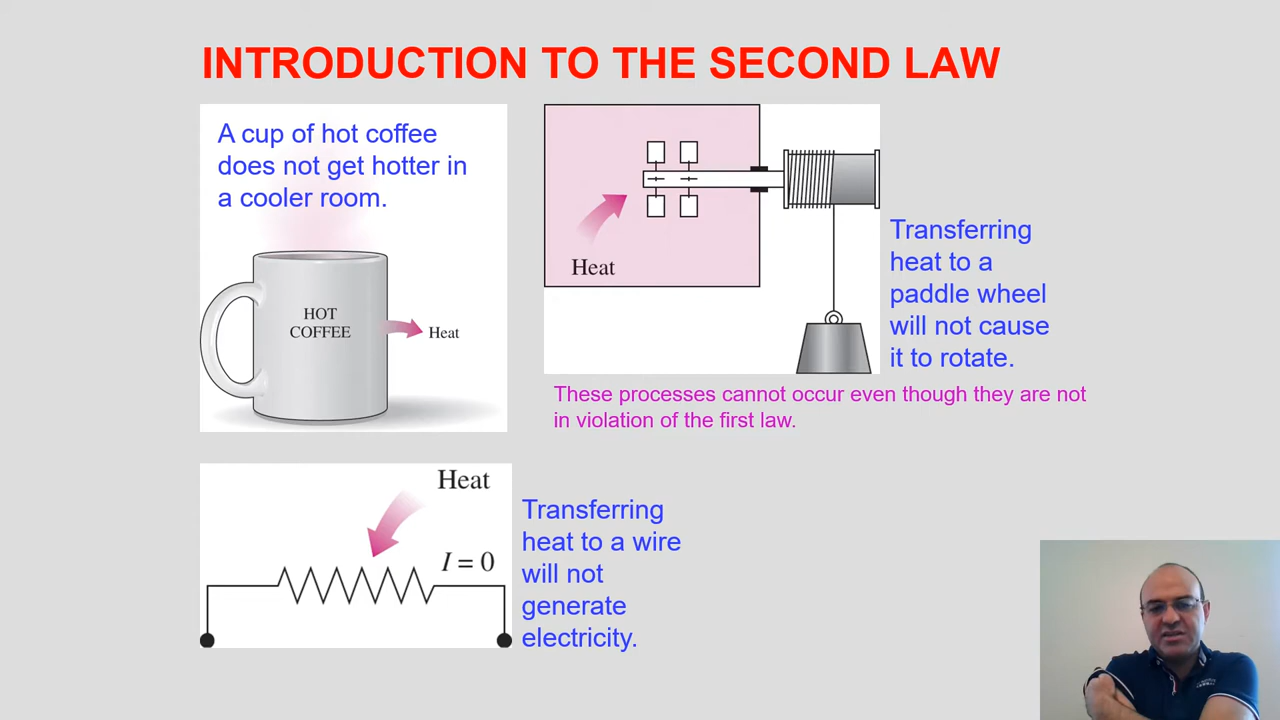 INTRODUCTION TO THE SECOND LAW
A cup of hot coffee
does not get hotter in
a cooler room.
HOT
COFFEE
Heat
Heat
Transferring
heat to a
paddle wheel
will not cause
it to rotate.
These processes cannot occur even though they are not
in violation of the first law.
Heat
I = 0
Transferring
heat to a wire
will not
generate
electricity.